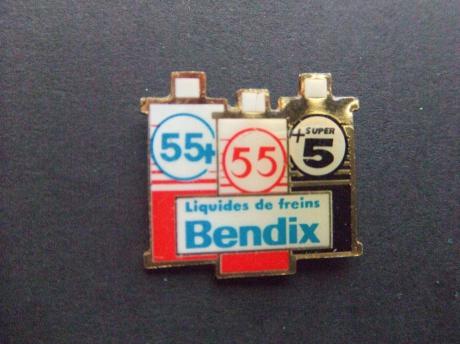 55+
55
+ SUPER
5
Liquides de freins
Bendix